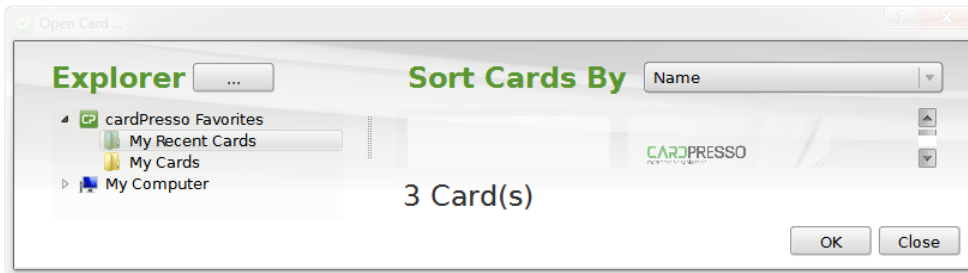 Open Card ...
Explorer ... Sort Cards By Name
cardPresso Favorites
My Recent Cards
My Cards
My Computer
CARDPRESSO
3 Card(s)
OK Close